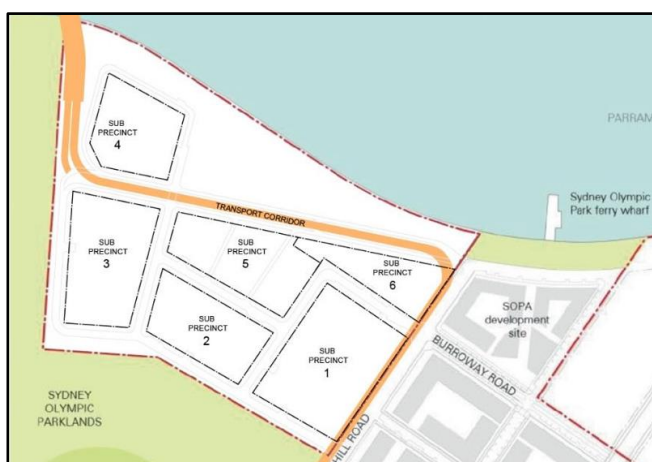 PARRAM
SUB
PRECINCT
4
Sydney Olympic
Park ferry wharf
TRANSPORT CORRIDOR
SUB
PRECINCT
3
SUB
PRECINCT
5
SUB
PRECINCT
6
SOPA
development
site
SUB
PRECINCT
2
BURROWAY ROAD
SUB
PRECINCT
1
SYDNEY
OLYMPIC
PARKLANDS
HILL ROAD